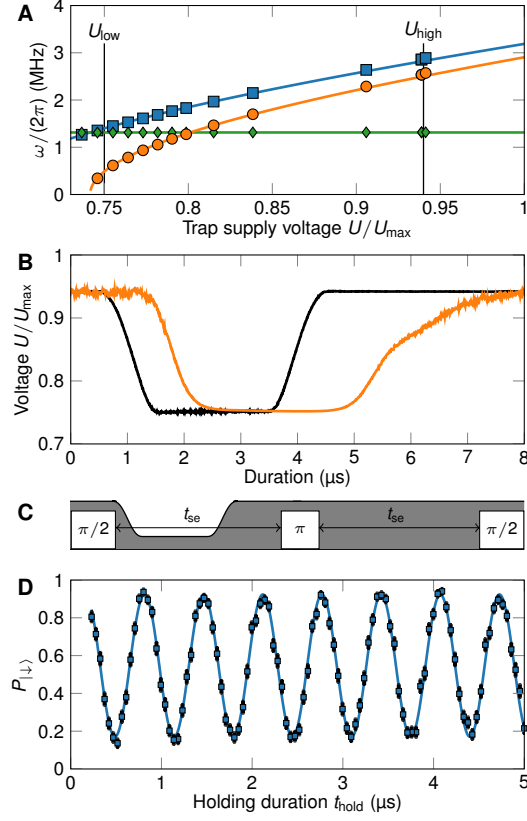 A
4
3
2
1
0
ω/(2π) (MHz)
U_low
U_high
0.75
0.8
0.85
0.9
0.95
1
Trap supply voltage U/U_max
B
1
0.9
0.8
0.7
Voltage U/U_max
0
1
2
3
4
5
6
7
8
Duration (μs)
C
π/2
t_se
π
t_se
π/2
D
1
0.8
0.6
0.4
0.2
0
P_|↓⟩
0
1
2
3
4
5
Holding duration t_hold (μs)